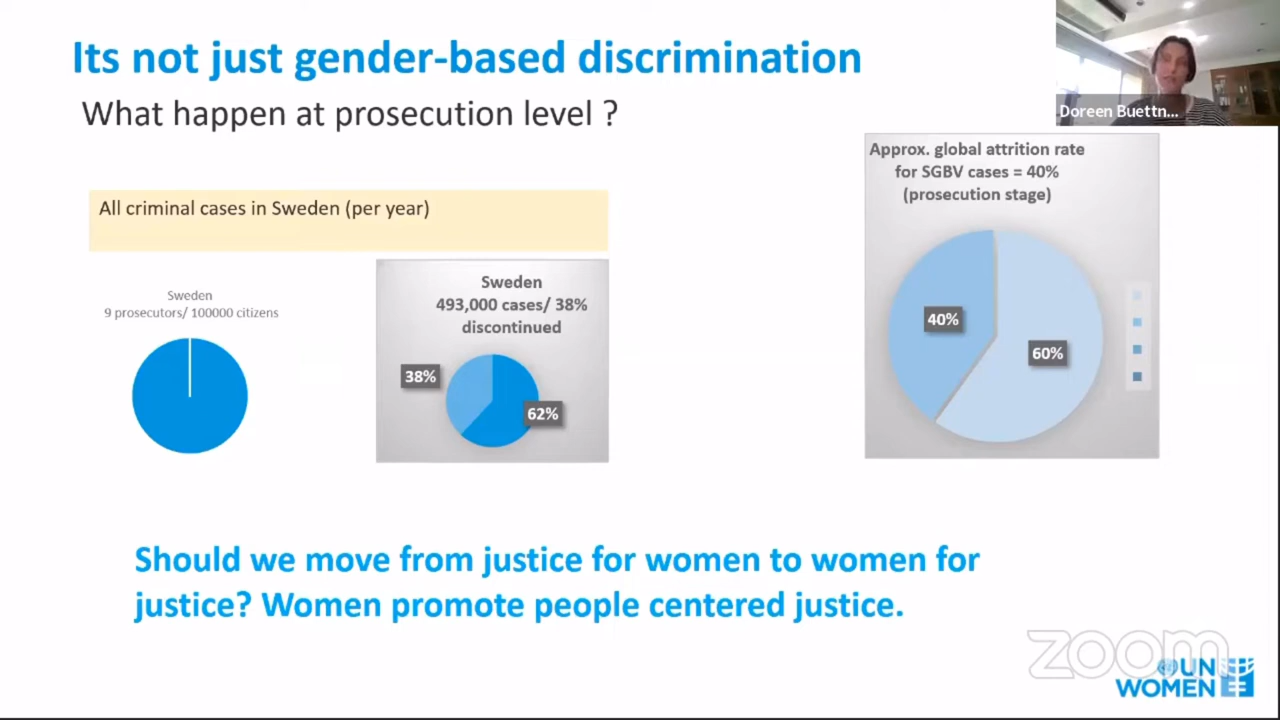 Its not just gender-based discrimination
What happen at prosecution level ?
Doreen Buettn...
All criminal cases in Sweden (per year)
Sweden
9 prosecutors/ 100000 citizens
Sweden
493,000 cases/ 38%
discontinued
38%
62%
Approx. global attrition rate
for SGBV cases = 40%
(prosecution stage)
40%
60%
Should we move from justice for women to women for
justice? Women promote people centered justice.
zoom
UN
WOMEN